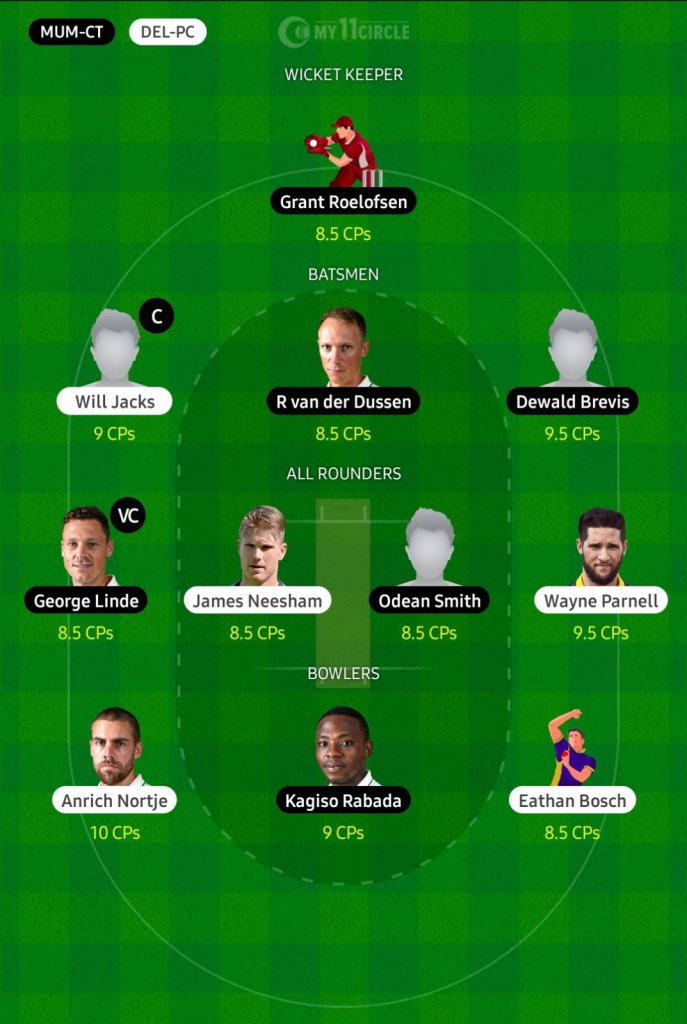 MUM-CT DEL-PC MY11CIRCLE
WICKET KEEPER
Grant Roelofsen
8.5 CPs
BATSMEN
C
Will Jacks R van der Dussen Dewald Brevis
9 CPs 8.5 CPs 9.5 CPs
ALL ROUNDERS
VC
George Linde James Neesham Odean Smith Wayne Parnell
8.5 CPs 8.5 CPs 8.5 CPs 9.5 CPs
BOWLERS
Anrich Nortje Kagiso Rabada Eathan Bosch
10 CPs 9 CPs 8.5 CPs